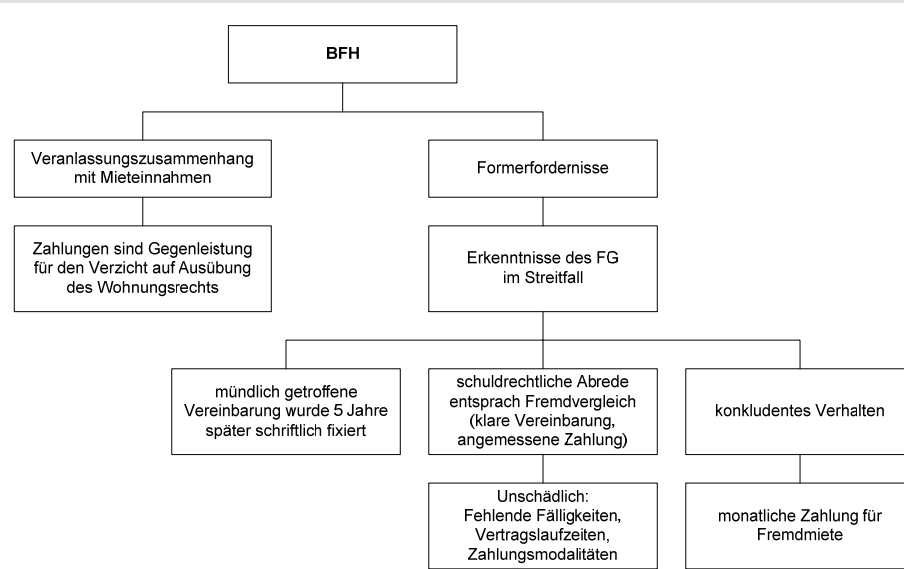 BFH
Veranlassungszusammenhang
mit Mieteinnahmen
Formerfordernisse
Zahlungen sind Gegenleistung
für den Verzicht auf Ausübung
des Wohnungsrechts
Erkenntnisse des FG
im Streitfall
mündlich getroffene
Vereinbarung wurde 5 Jahre
später schriftlich fixiert
schuldrechtliche Abrede
entsprach Fremdvergleich
(klare Vereinbarung,
angemessene Zahlung)
konkludentes Verhalten
Unschädlich:
Fehlende Fälligkeiten,
Vertragslaufzeiten,
Zahlungsmodalitäten
monatliche Zahlung für
Fremdmiete